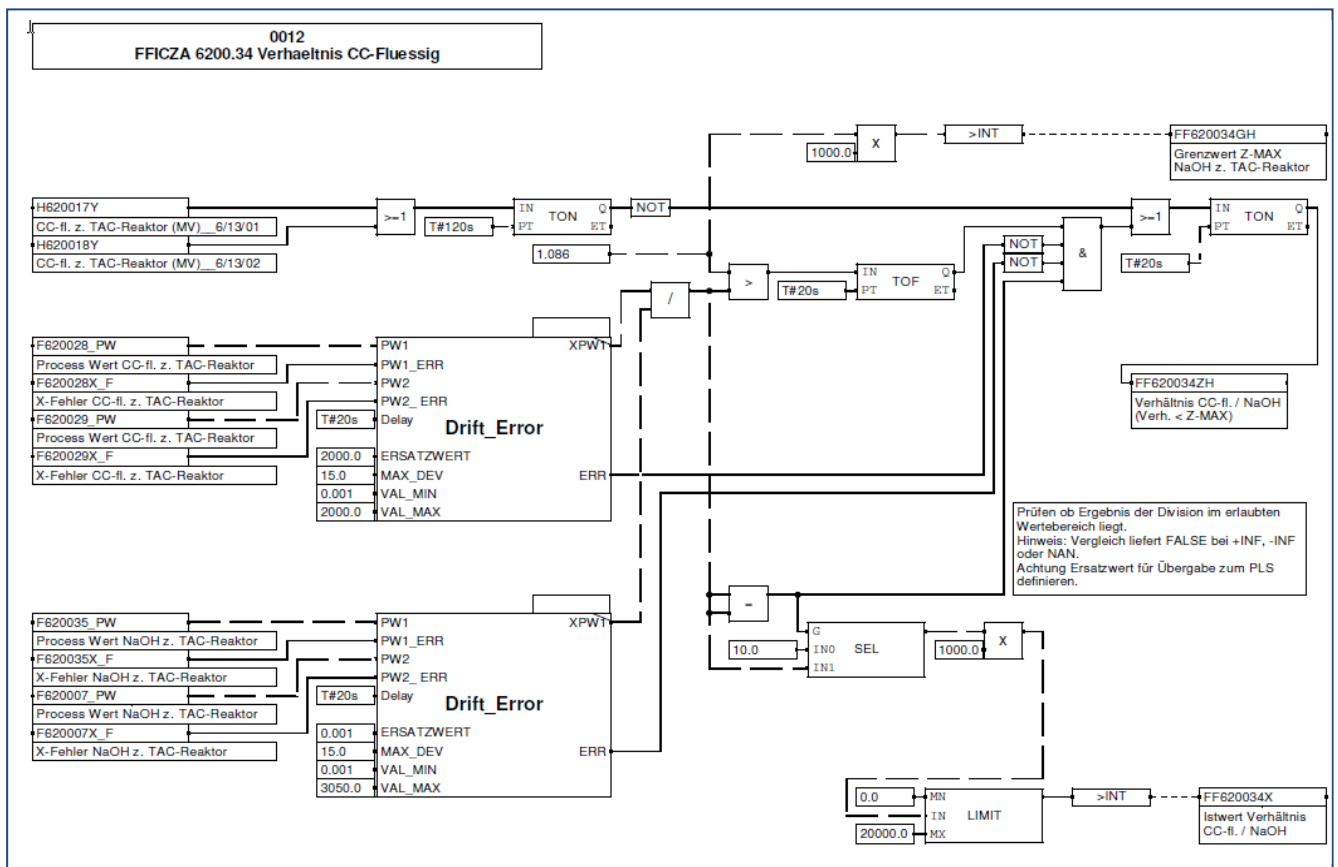 0012
FFICZA 6200.34 Verhaeltnis CC-Fluessig
1000.0
X
>INT
FF620034GH
Grenzwert Z-MAX
NaOH z. TAC-Reaktor
H620017Y
CC-fl. z. TAC-Reaktor (MV)__6/13/01
H620018Y
CC-fl. z. TAC-Reaktor (MV)__6/13/02
>=1
T#120s
IN Q
TON
PT ET
NOT
1.086
/
>
T#20s
IN Q
TOF
PT ET
NOT
NOT
&
>=1
T#20s
IN Q
TON
PT ET
FF620034ZH
Verhältnis CC-fl. / NaOH
(Verh. < Z-MAX)
F620028_PW
Process Wert CC-fl. z. TAC-Reaktor
F620028X_F
X-Fehler CC-fl. z. TAC-Reaktor
F620029_PW
Process Wert CC-fl. z. TAC-Reaktor
F620029X_F
X-Fehler CC-fl. z. TAC-Reaktor
T#20s
2000.0
15.0
0.001
2000.0
PW1 XPW1
PW1_ERR
PW2
PW2_ ERR
Delay
Drift_Error
ERSATZWERT
MAX_DEV ERR
VAL_MIN
VAL_MAX
Prüfen ob Ergebnis der Division im erlaubten
Wertebereich liegt.
Hinweis: Vergleich liefert FALSE bei +INF, -INF
oder NAN.
Achtung Ersatzwert für Übergabe zum PLS
definieren.
F620035_PW
Process Wert NaOH z. TAC-Reaktor
F620035X_F
X-Fehler NaOH z. TAC-Reaktor
F620007_PW
Process Wert NaOH z. TAC-Reaktor
F620007X_F
X-Fehler NaOH z. TAC-Reaktor
T#20s
0.001
15.0
0.001
3050.0
PW1 XPW1
PW1_ERR
PW2
PW2_ ERR
Delay
Drift_Error
ERSATZWERT
MAX_DEV ERR
VAL_MIN
VAL_MAX
=
10.0
G
IN0 SEL
IN1
1000.0
X
0.0
20000.0
MN
IN LIMIT
MX
>INT
FF620034X
Istwert Verhältnis
CC-fl. / NaOH